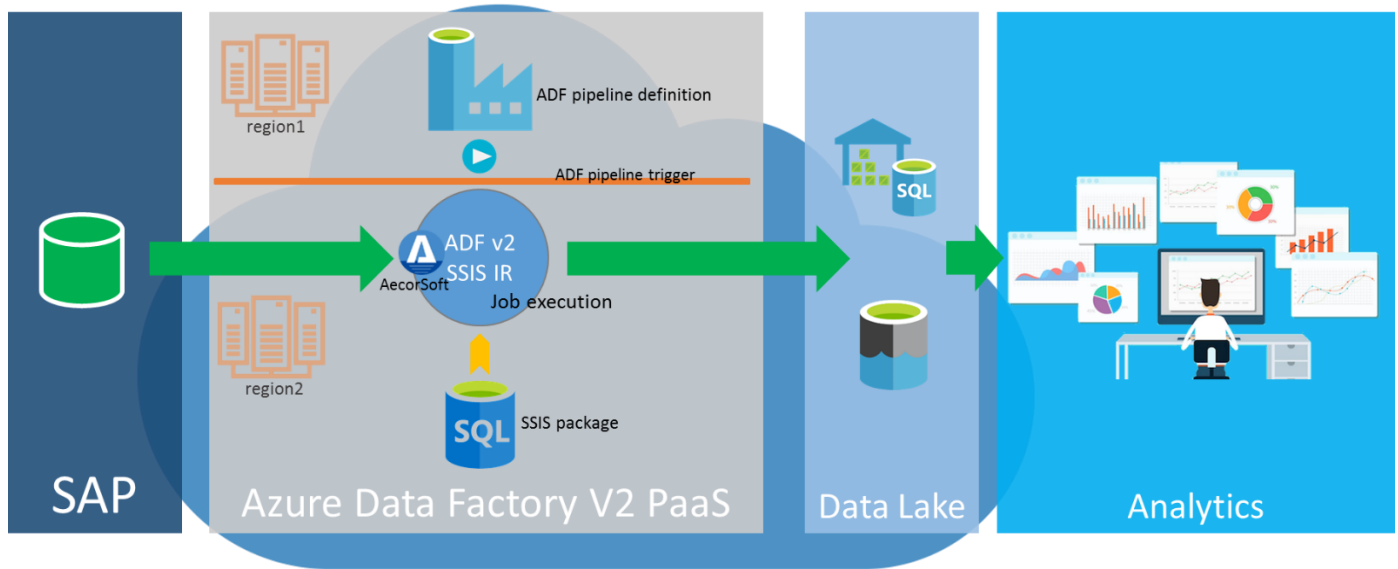 region1
ADF pipeline definition
ADF pipeline trigger
ADF v2
SSIS IR
AecorSoft
Job execution
region2
SQL
SSIS package
SQL
SAP
Azure Data Factory V2 PaaS
Data Lake
Analytics